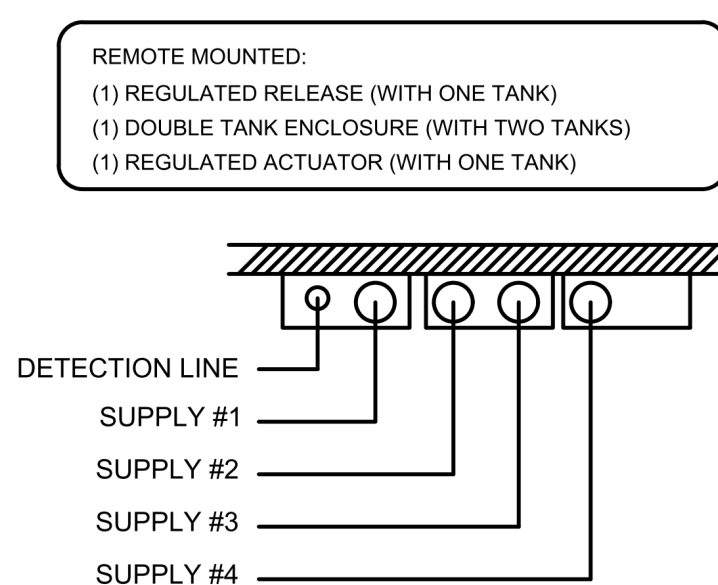 REMOTE MOUNTED:
(1) REGULATED RELEASE (WITH ONE TANK)
(1) DOUBLE TANK ENCLOSURE (WITH TWO TANKS)
(1) REGULATED ACTUATOR (WITH ONE TANK)
DETECTION LINE
SUPPLY #1
SUPPLY #2
SUPPLY #3
SUPPLY #4